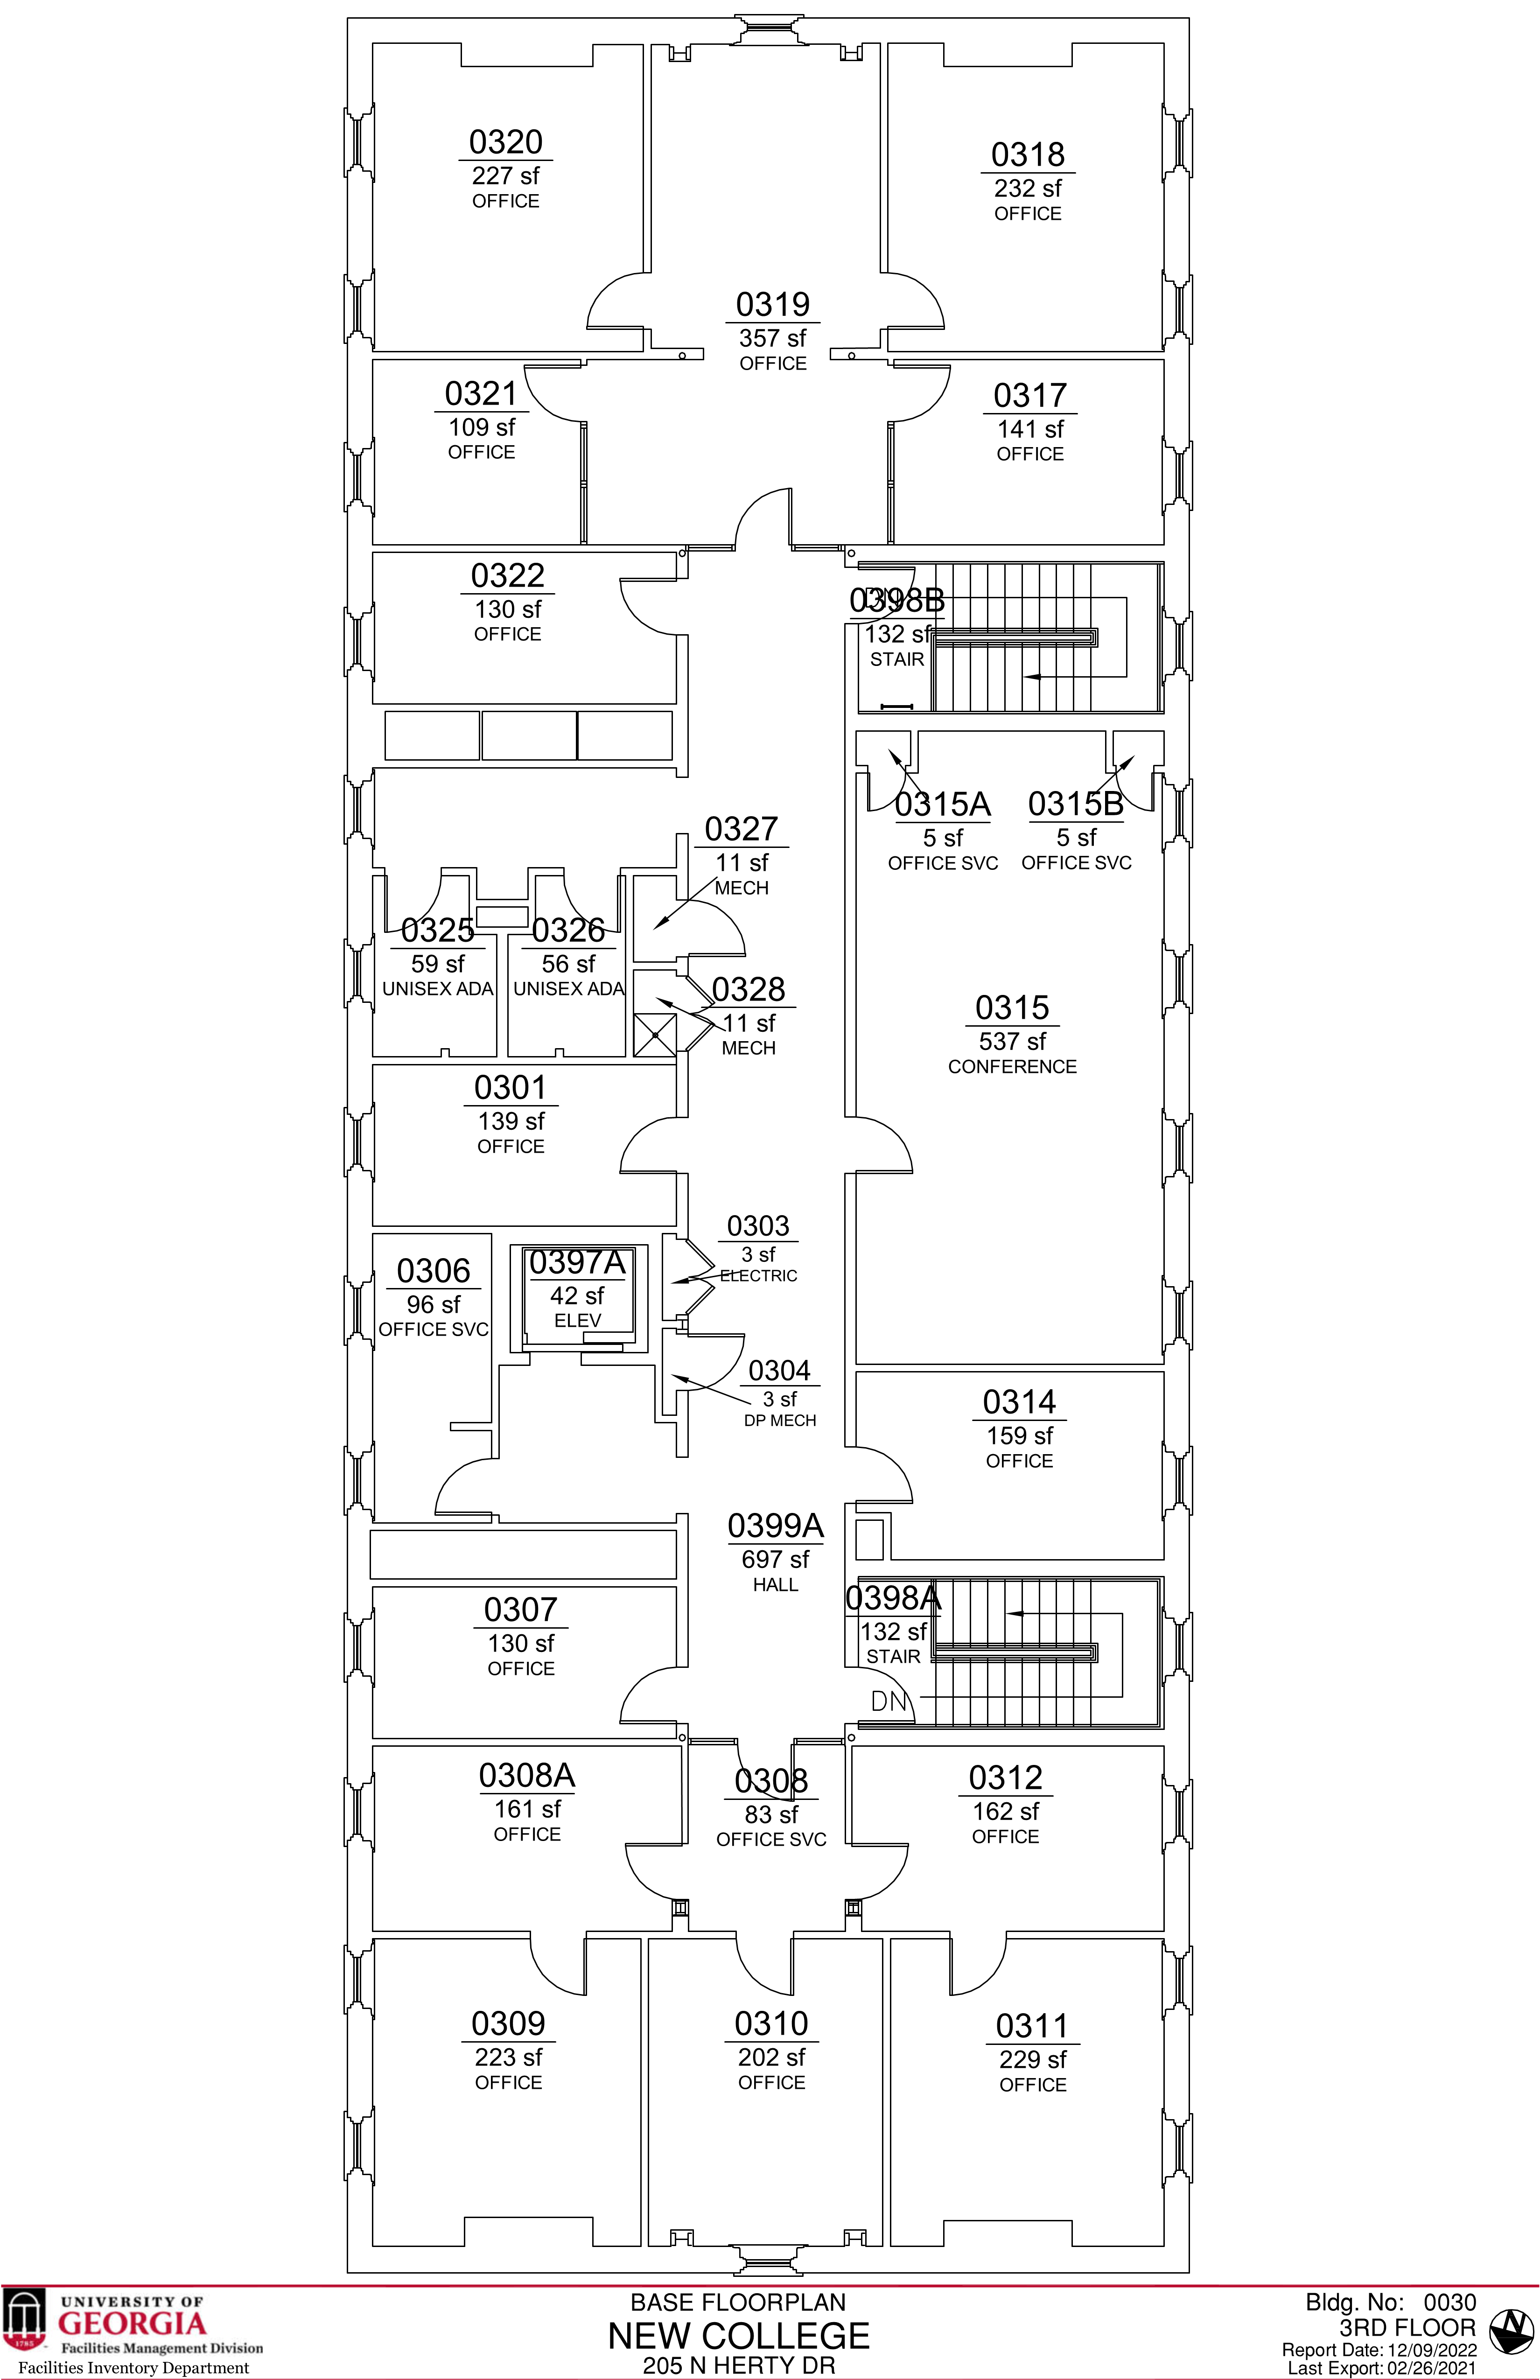 0320
227 sf
OFFICE
0318
232 sf
OFFICE
0319
357 sf
OFFICE
0321
109 sf
OFFICE
0317
141 sf
OFFICE
0322
130 sf
OFFICE
DN
0398B
132 sf
STAIR
0315A
5 sf
OFFICE SVC
0315B
5 sf
OFFICE SVC
0327
11 sf
MECH
0325
59 sf
UNISEX ADA
0326
56 sf
UNISEX ADA
0328
11 sf
MECH
0315
537 sf
CONFERENCE
0301
139 sf
OFFICE
0303
3 sf
ELECTRIC
0306
96 sf
OFFICE SVC
0397A
42 sf
ELEV
0304
3 sf
DP MECH
0314
159 sf
OFFICE
0399A
697 sf
HALL
0307
130 sf
OFFICE
0398A
132 sf
STAIR
DN
0308A
161 sf
OFFICE
0308
83 sf
OFFICE SVC
0312
162 sf
OFFICE
0309
223 sf
OFFICE
0310
202 sf
OFFICE
0311
229 sf
OFFICE
1785
UNIVERSITY OF
GEORGIA
Facilities Management Division
Facilities Inventory Department
BASE FLOORPLAN
NEW COLLEGE
205 N HERTY DR
Bldg. No: 0030
3RD FLOOR
Report Date: 12/09/2022
Last Export: 02/26/2021
N